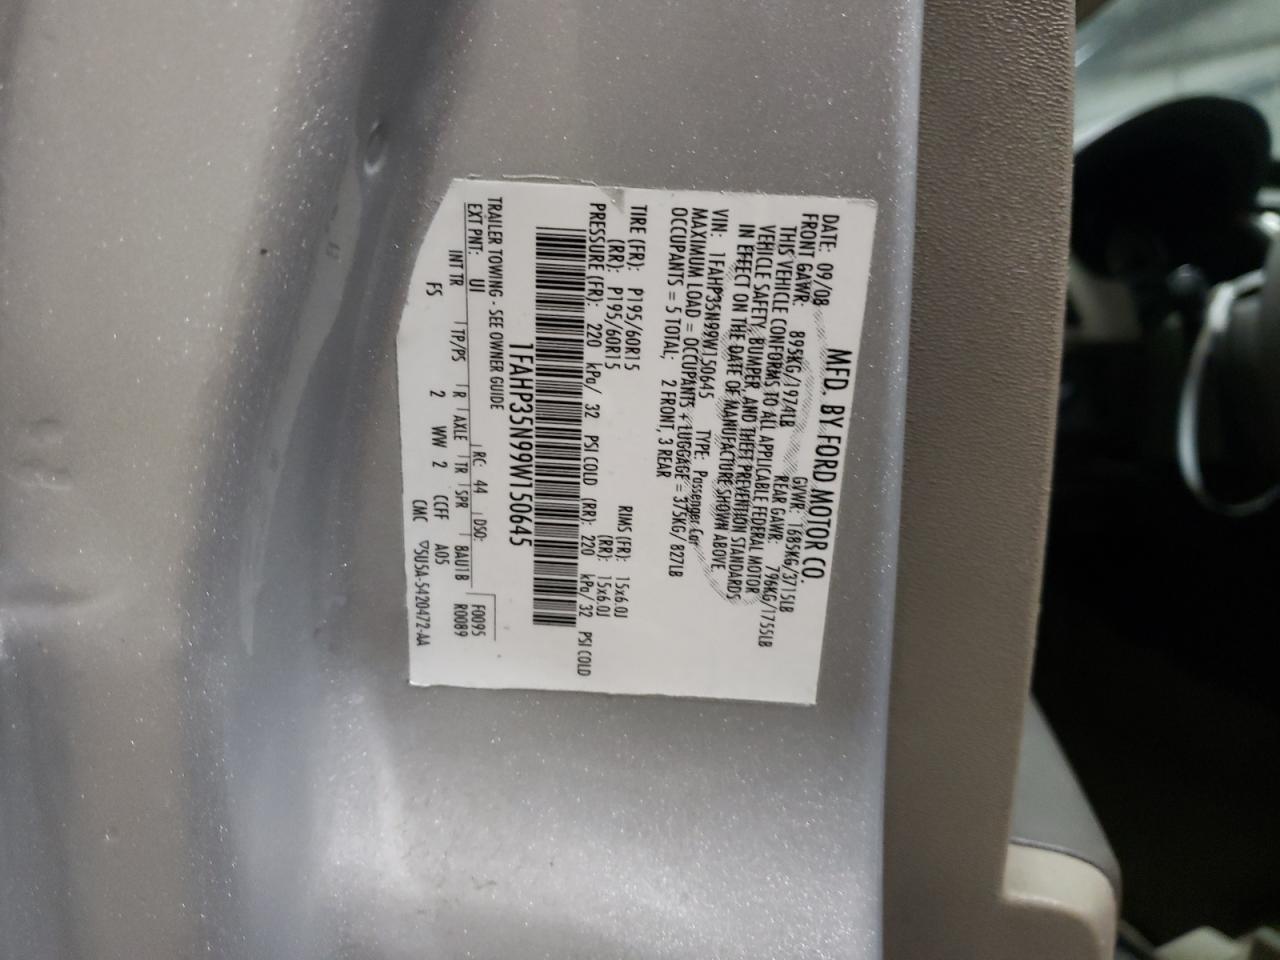 MFD. BY FORD MOTOR CO.
DATE: 09/08 GVWR: 1685KG/3715LB
FRONT GAWR: 895KG/1974LB REAR GAWR: 796KG/1755LB
THIS VEHICLE CONFORMS TO ALL APPLICABLE FEDERAL MOTOR
VEHICLE SAFETY, BUMPER, AND THEFT PREVENTION STANDARDS
IN EFFECT ON THE DATE OF MANUFACTURE SHOWN ABOVE.
VIN: 1FAHP35N99W150645 TYPE: Passenger Car
MAXIMUM LOAD = OCCUPANTS + LUGGAGE = 375KG/ 827LB
OCCUPANTS = 5 TOTAL; 2 FRONT, 3 REAR
TIRE (FR): P195/60R15 RIMS (FR): 15x6.0J
(RR): P195/60R15 (RR): 15x6.0J
PRESSURE (FR): 220 kPa/ 32 PSI COLD (RR): 220 kPa/ 32 PSI COLD
1FAHP35N99W150645
TRAILER TOWING - SEE OWNER GUIDE
EXT PNT: UI RC: 44 DSO: F0095
INT TR TP/PS R AXLE TR SPR BAU1B R0089
FS 2 WW 2 CCFF A05
CMC ▽5U5A-5420472-AA